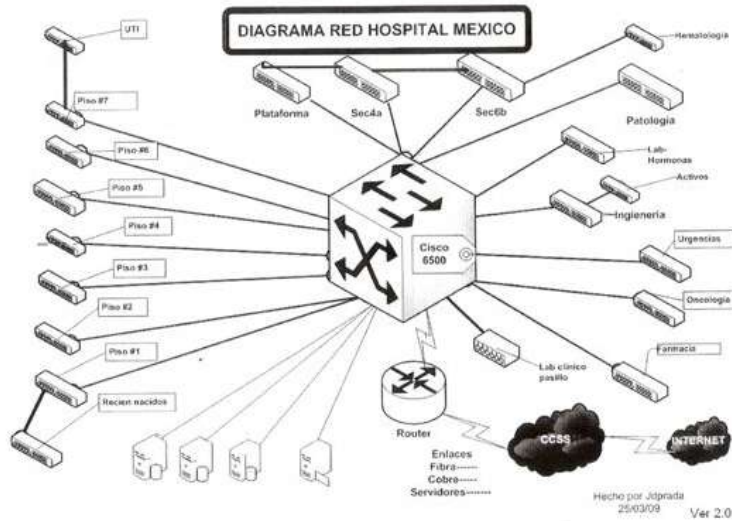 DIAGRAMA RED HOSPITAL MEXICO
UTI
Hematologia
Piso #7
Plataforma
Sec4a
Sec6b
Patologia
Piso #6
Lab-
Hormonas
Activos
Piso #5
Ingieneria
Piso #4
Cisco
6500
Urgencias
Piso #3
Oncologia
Piso #2
Piso #1
Lab clinico
pasillo
Farmacia
Recien nacidos
Router
CCSS
INTERNET
Enlaces
Fibra------
Cobre-----
Servidores-------
Hecho por Jdprada
25/03/09
Ver 2.0